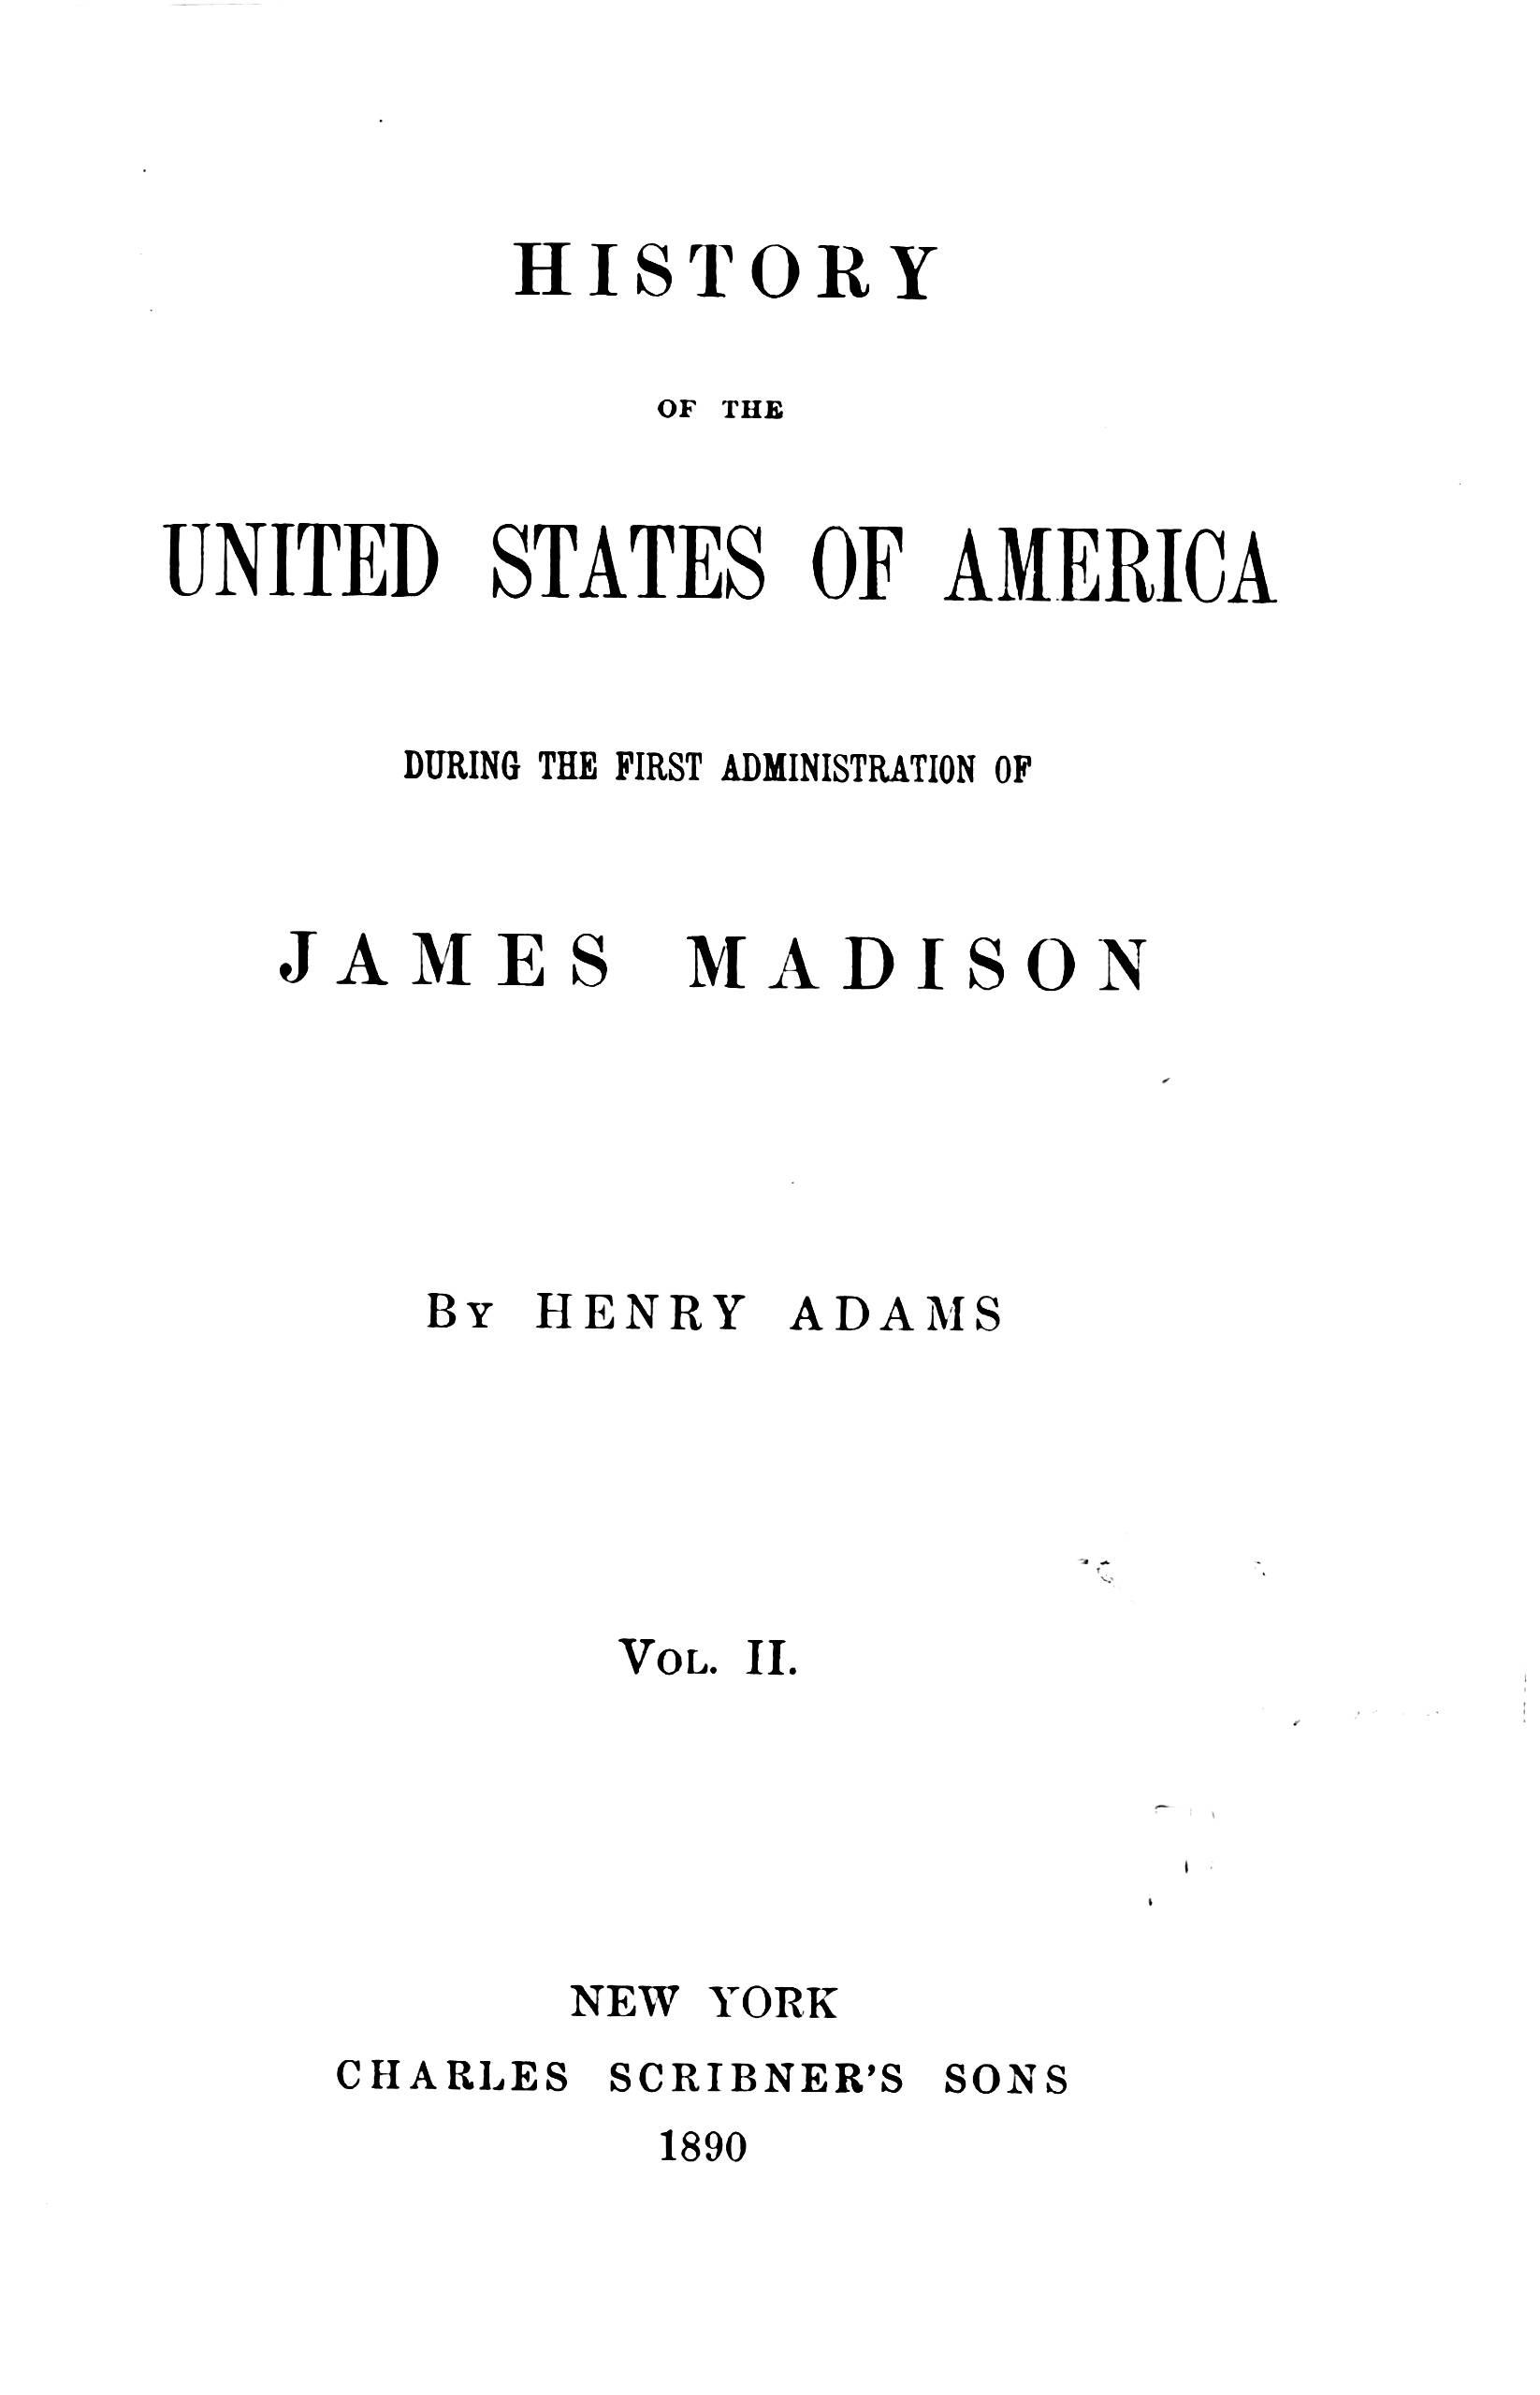 HISTORY
OF THE
UNITED STATES OF AMERICA
DURING THE FIRST ADMINISTRATION OF
JAMES MADISON
By HENRY ADAMS
Vol. II.
NEW YORK
CHARLES SCRIBNER'S SONS
1890